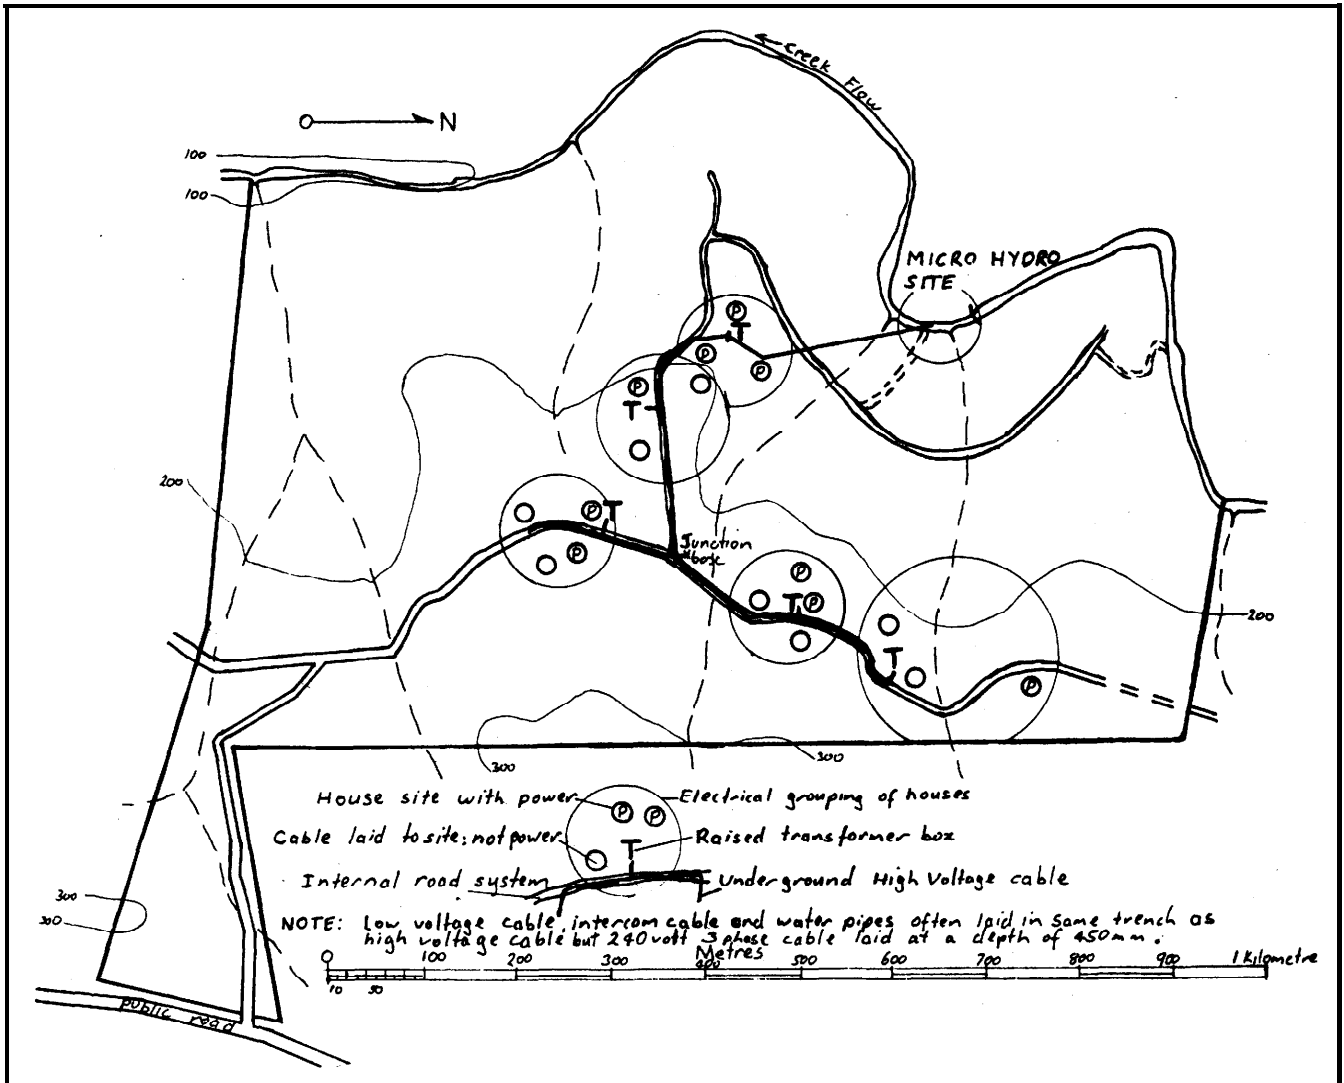 Creek Flow
N
100
100
MICRO HYDRO
SITE
P
T
P
P
P
T
200
P
T
P
Junction
box
P
T
P
T
200
P
300
300
House site with power
P
P
Electrical grouping of houses
Cable laid to site; not power
T
Raised transformer box
Internal road system
Underground High Voltage cable
300
300
NOTE: Low voltage cable, intercom cable and water pipes often laid in same trench as
high voltage cable but 240 volt 3 phase cable laid at a depth of 450mm.
Metres
0 100 200 300 400 500 600 700 800 900 1 Kilometre
10 50
public road